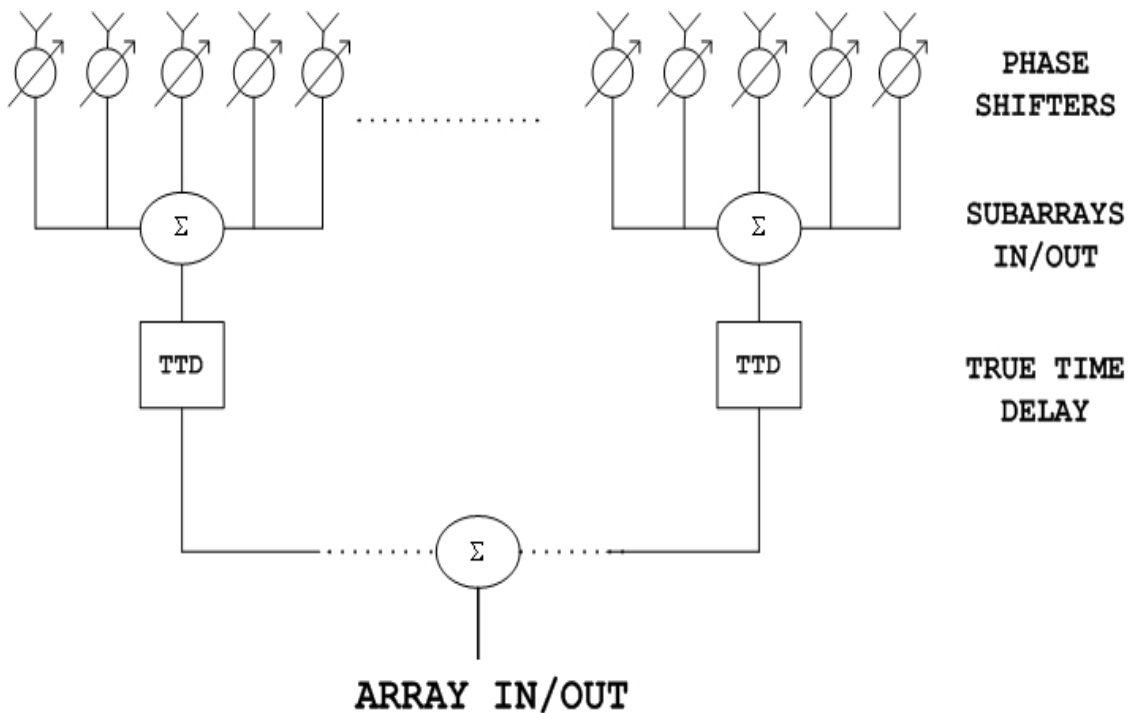 PHASE
SHIFTERS
Σ
Σ
SUBARRAYS
IN/OUT
TTD
TTD
TRUE TIME
DELAY
Σ
ARRAY IN/OUT